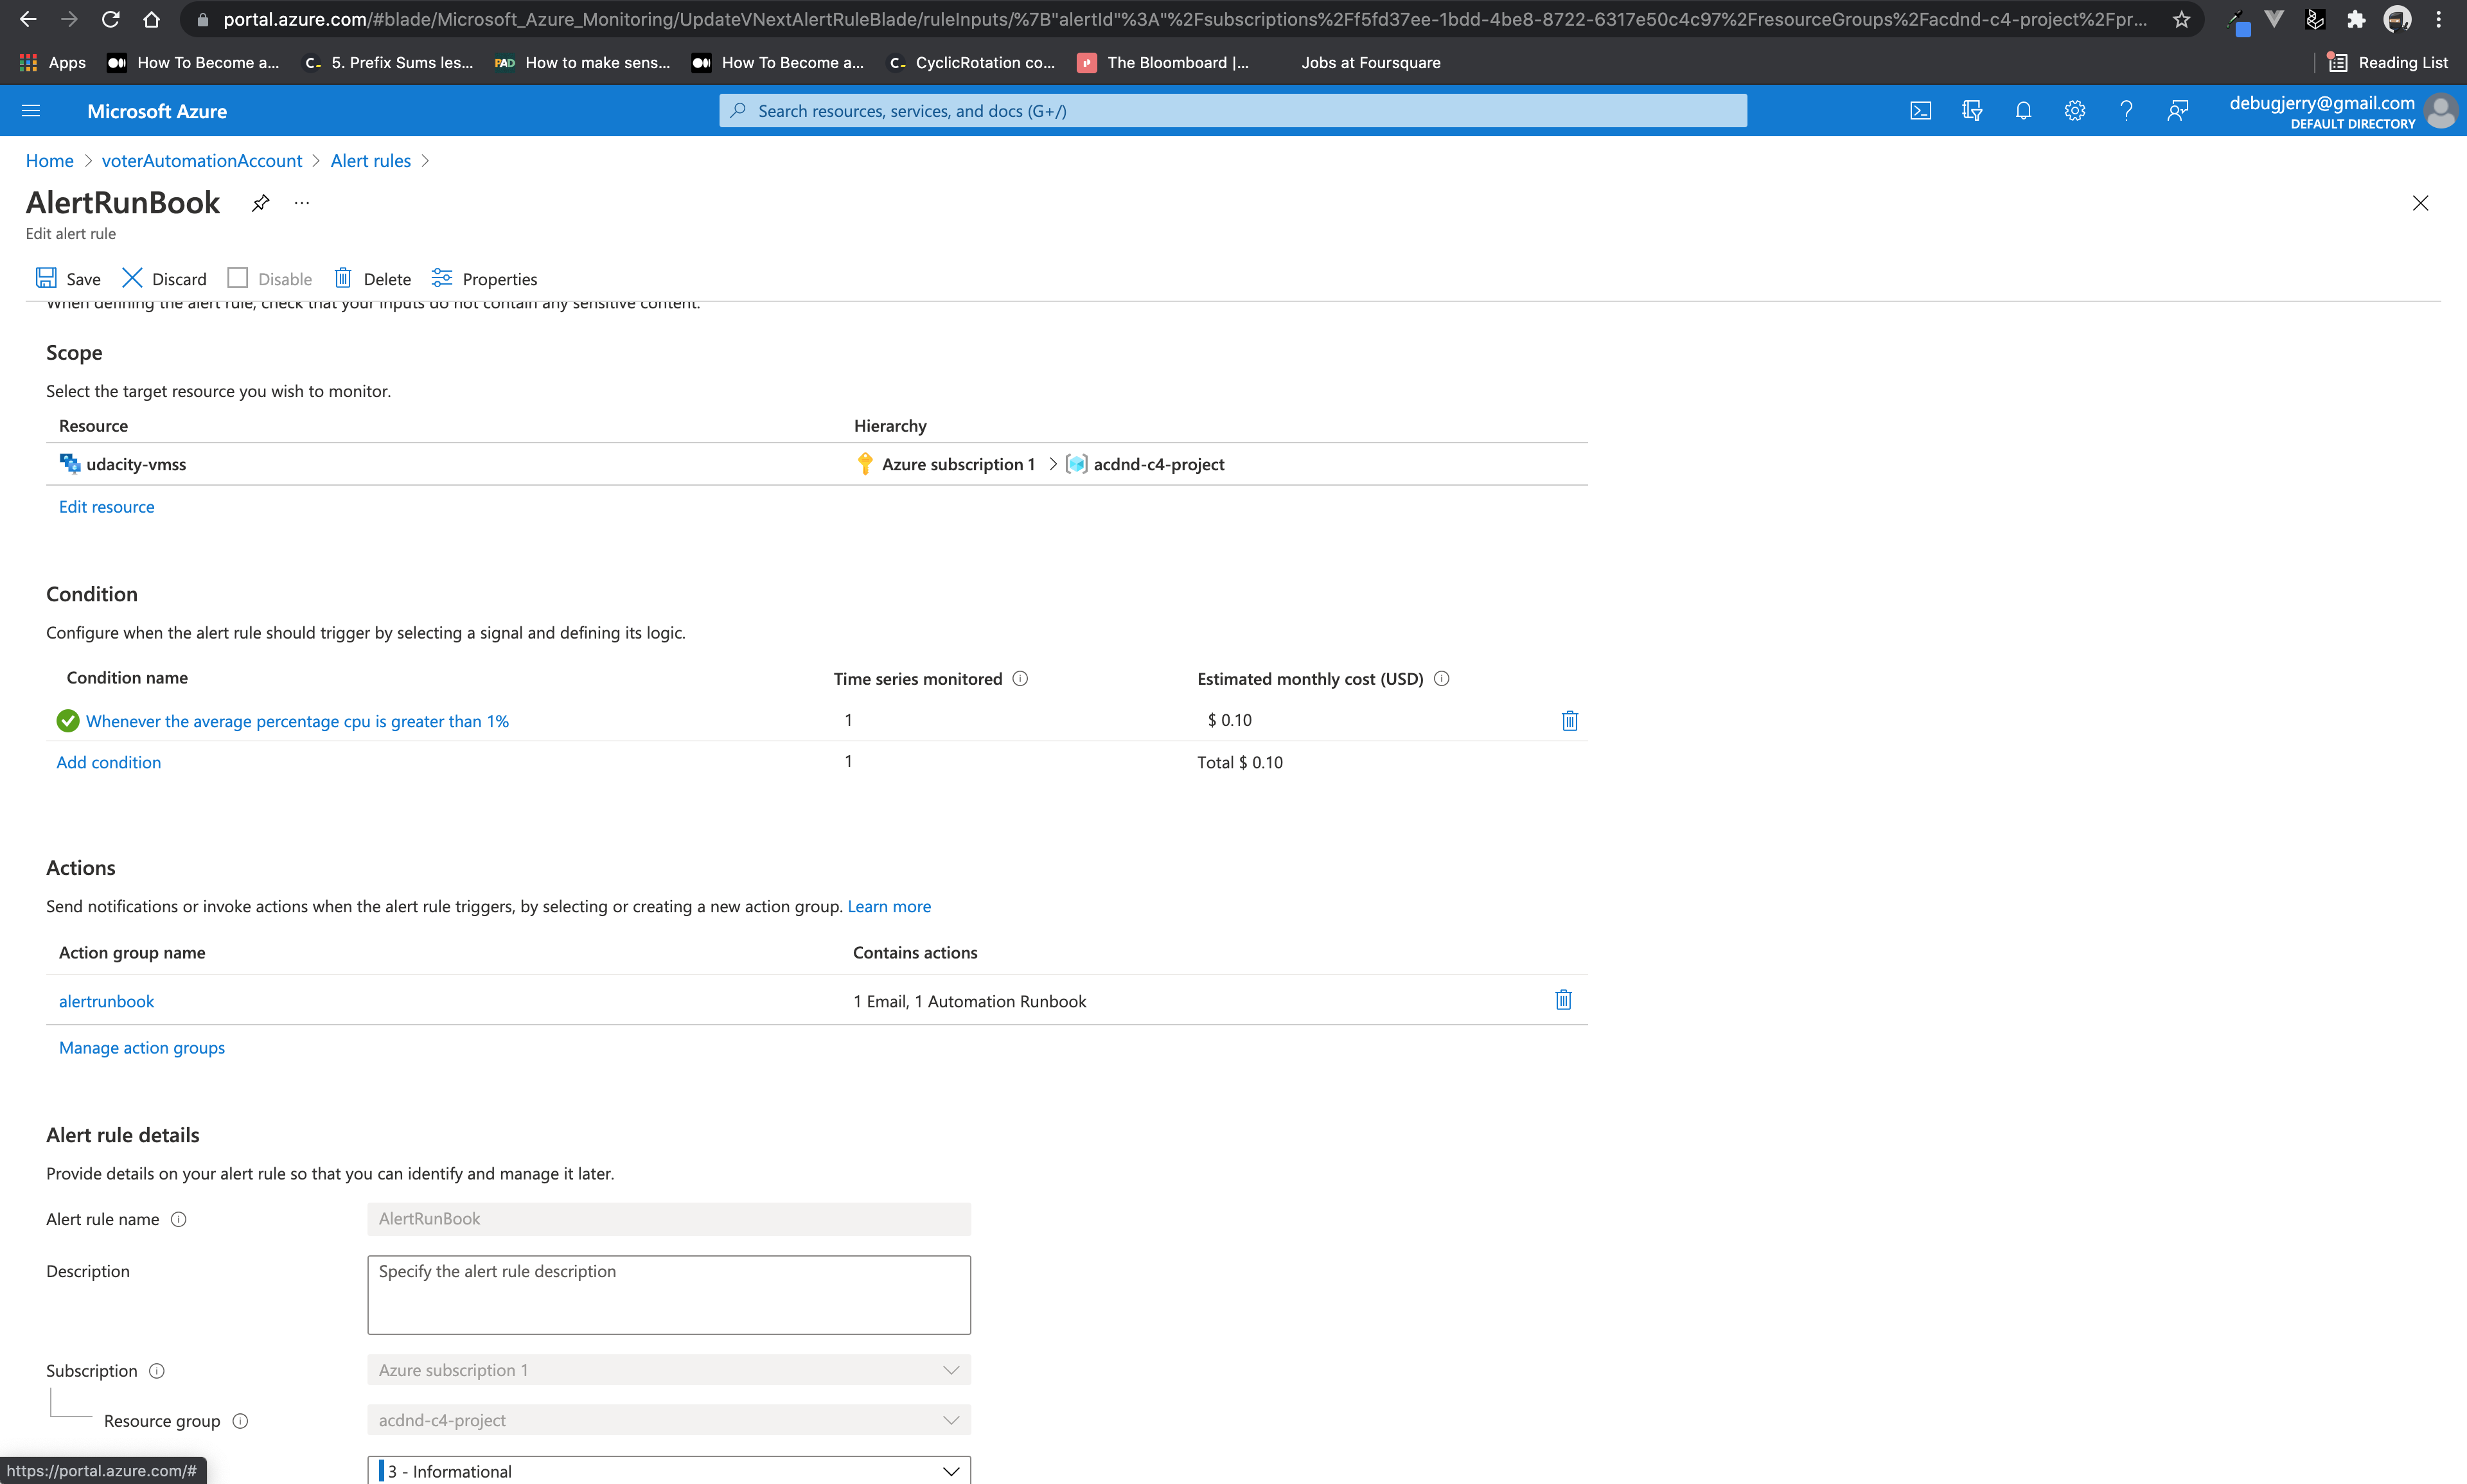 portal.azure.com/#blade/Microsoft_Azure_Monitoring/UpdateVNextAlertRuleBlade/ruleInputs/%7B"alertId"%3A"%2Fsubscriptions%2Ff5fd37ee-1bdd-4be8-8722-6317e50c4c97%2FresourceGroups%2Facdnd-c4-project%2Fpr...
Apps
How To Become a...
C_ 5. Prefix Sums les...
PAD How to make sens...
How To Become a...
C_ CyclicRotation co...
The Bloomboard |...
Jobs at Foursquare
Reading List
Microsoft Azure
Search resources, services, and docs (G+/)
debugjerry@gmail.com
DEFAULT DIRECTORY
Home > voterAutomationAccount > Alert rules >
AlertRunBook ...
Edit alert rule
Save Discard Disable Delete Properties
When defining the alert rule, check that your inputs do not contain any sensitive content.
Scope
Select the target resource you wish to monitor.
Resource Hierarchy
udacity-vmss Azure subscription 1 > acdnd-c4-project
Edit resource
Condition
Configure when the alert rule should trigger by selecting a signal and defining its logic.
Condition name Time series monitored Estimated monthly cost (USD)
Whenever the average percentage cpu is greater than 1% 1 $ 0.10
Add condition 1 Total $ 0.10
Actions
Send notifications or invoke actions when the alert rule triggers, by selecting or creating a new action group. Learn more
Action group name Contains actions
alertrunbook 1 Email, 1 Automation Runbook
Manage action groups
Alert rule details
Provide details on your alert rule so that you can identify and manage it later.
Alert rule name AlertRunBook
Description Specify the alert rule description
Subscription Azure subscription 1
Resource group acdnd-c4-project
3 - Informational
https://portal.azure.com/#